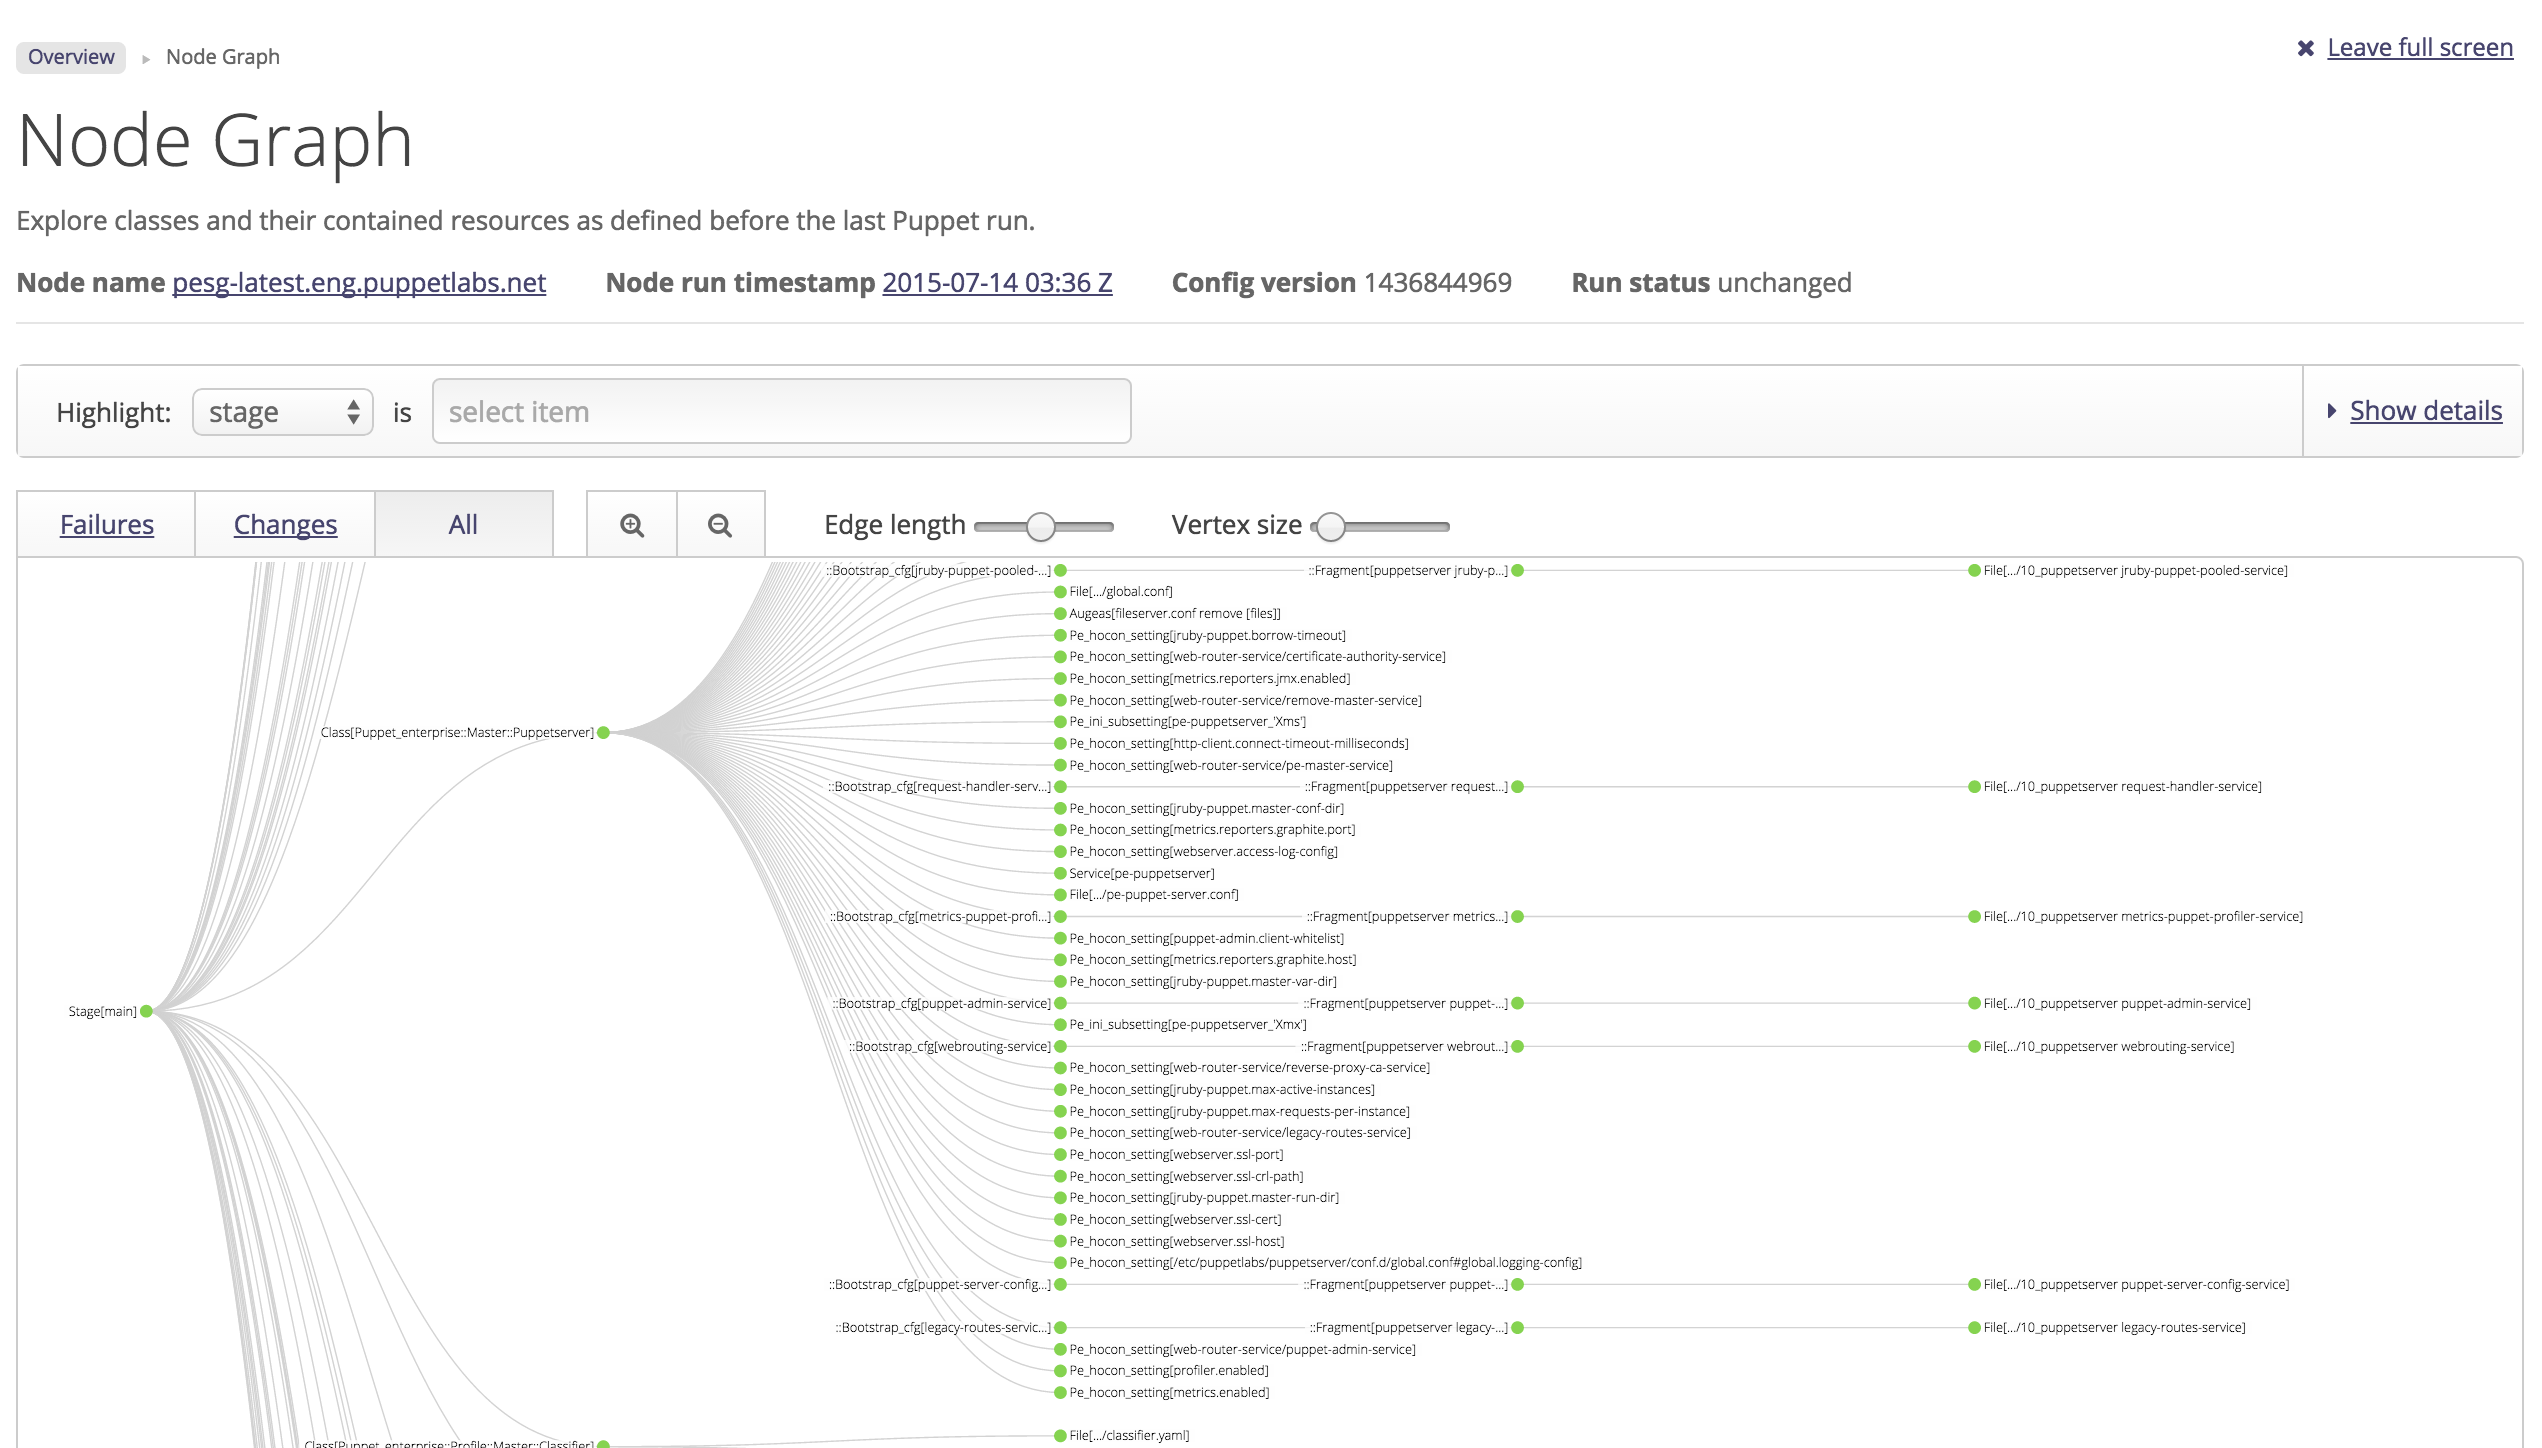 Overview ▸ Node Graph
✖ Leave full screen
Node Graph
Explore classes and their contained resources as defined before the last Puppet run.
Node name pesg-latest.eng.puppetlabs.net Node run timestamp 2015-07-14 03:36 Z Config version 1436844969 Run status unchanged
Highlight: stage is select item Show details
Failures Changes All Edge length Vertex size
::Bootstrap_cfg[jruby-puppet-pooled-...] ::Fragment[puppetserver jruby-p...] File[.../10_puppetserver jruby-puppet-pooled-service]
File[.../global.conf]
Augeas[fileserver.conf remove [files]]
Pe_hocon_setting[jruby-puppet.borrow-timeout]
Pe_hocon_setting[web-router-service/certificate-authority-service]
Pe_hocon_setting[metrics.reporters.jmx.enabled]
Pe_hocon_setting[web-router-service/remove-master-service]
Pe_ini_subsetting[pe-puppetserver_'Xms']
Class[Puppet_enterprise::Master::Puppetserver]
Pe_hocon_setting[http-client.connect-timeout-milliseconds]
Pe_hocon_setting[web-router-service/pe-master-service]
::Bootstrap_cfg[request-handler-serv...] ::Fragment[puppetserver request...] File[.../10_puppetserver request-handler-service]
Pe_hocon_setting[jruby-puppet.master-conf-dir]
Pe_hocon_setting[metrics.reporters.graphite.port]
Pe_hocon_setting[webserver.access-log-config]
Service[pe-puppetserver]
File[.../pe-puppet-server.conf]
::Bootstrap_cfg[metrics-puppet-profi...] ::Fragment[puppetserver metrics...] File[.../10_puppetserver metrics-puppet-profiler-service]
Pe_hocon_setting[puppet-admin.client-whitelist]
Pe_hocon_setting[metrics.reporters.graphite.host]
Pe_hocon_setting[jruby-puppet.master-var-dir]
::Bootstrap_cfg[puppet-admin-service] ::Fragment[puppetserver puppet-...] File[.../10_puppetserver puppet-admin-service]
Stage[main]
Pe_ini_subsetting[pe-puppetserver_'Xmx']
::Bootstrap_cfg[webrouting-service] ::Fragment[puppetserver webrout...] File[.../10_puppetserver webrouting-service]
Pe_hocon_setting[web-router-service/reverse-proxy-ca-service]
Pe_hocon_setting[jruby-puppet.max-active-instances]
Pe_hocon_setting[jruby-puppet.max-requests-per-instance]
Pe_hocon_setting[web-router-service/legacy-routes-service]
Pe_hocon_setting[webserver.ssl-port]
Pe_hocon_setting[webserver.ssl-crl-path]
Pe_hocon_setting[jruby-puppet.master-run-dir]
Pe_hocon_setting[webserver.ssl-cert]
Pe_hocon_setting[webserver.ssl-host]
Pe_hocon_setting[/etc/puppetlabs/puppetserver/conf.d/global.conf#global.logging-config]
::Bootstrap_cfg[puppet-server-config...] ::Fragment[puppetserver puppet-...] File[.../10_puppetserver puppet-server-config-service]
::Bootstrap_cfg[legacy-routes-servic...] ::Fragment[puppetserver legacy-...] File[.../10_puppetserver legacy-routes-service]
Pe_hocon_setting[web-router-service/puppet-admin-service]
Pe_hocon_setting[profiler.enabled]
Pe_hocon_setting[metrics.enabled]
File[.../classifier.yaml]
Class[Puppet_enterprise::Profile::Master::Classifier]